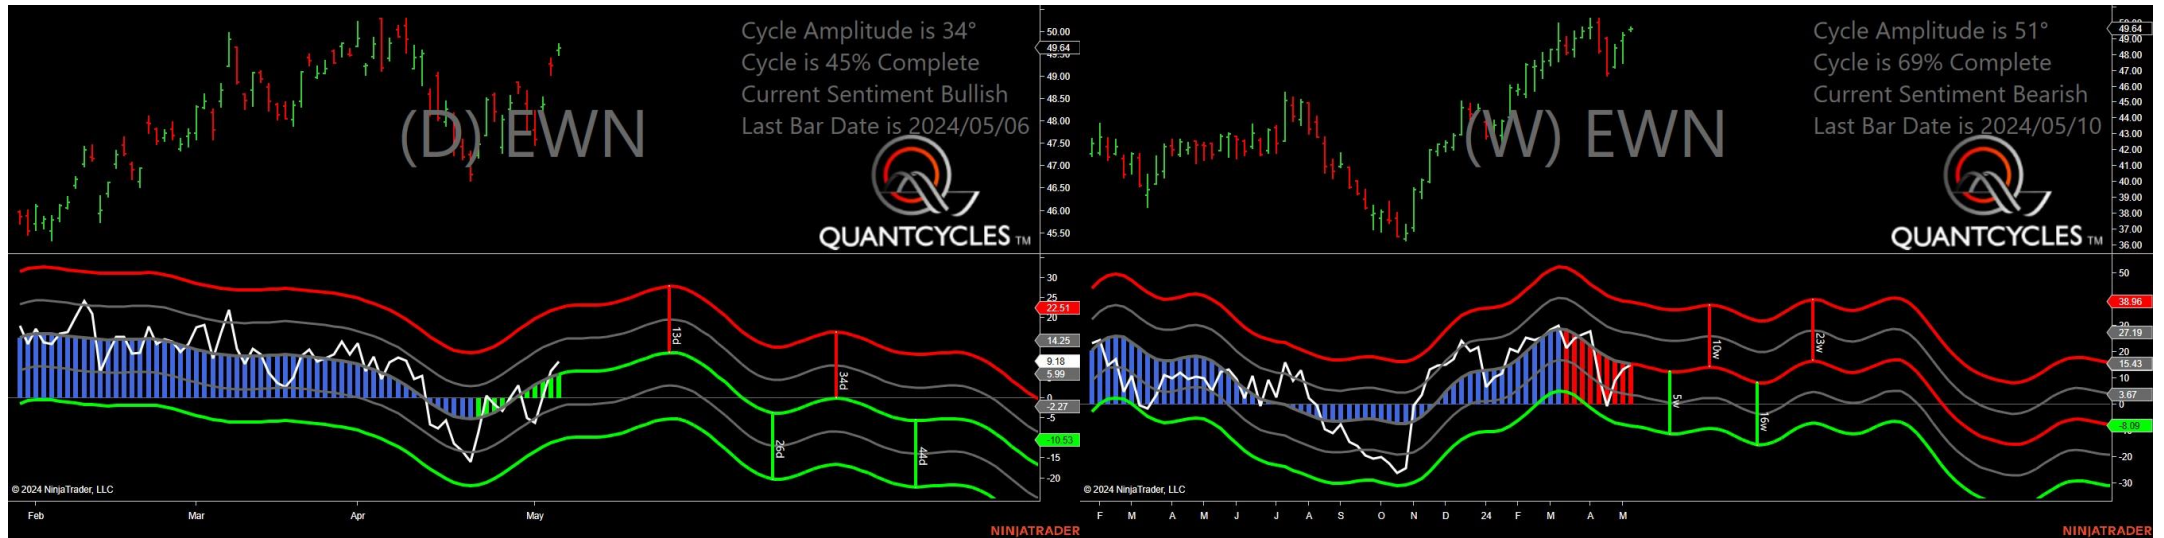 Cycle Amplitude is 34°
Cycle is 45% Complete
Current Sentiment Bullish
Last Bar Date is 2024/05/06
(D) EWN
QUANTCYCLES TM
50.00
49.64
49.00
48.50
48.00
47.50
47.00
46.50
46.00
45.50
30
25
22.51
20
14.25
9.18
5.99
0
-2.27
-5
-10.53
-15
-20
13d
26d
34d
44d
© 2024 NinjaTrader, LLC
Feb Mar Apr May
NINJATRADER
Cycle Amplitude is 51°
Cycle is 69% Complete
Current Sentiment Bearish
Last Bar Date is 2024/05/10
(W) EWN
QUANTCYCLES TM
49.64
49.00
48.00
47.00
46.00
45.00
44.00
43.00
42.00
41.00
40.00
39.00
38.00
37.00
36.00
50
38.96
27.19
20
15.43
10
3.67
0
-8.09
-20
-30
5w
10w
16w
23w
© 2024 NinjaTrader, LLC
F M A M J J A S O N D 24 F M A M
NINJATRADER